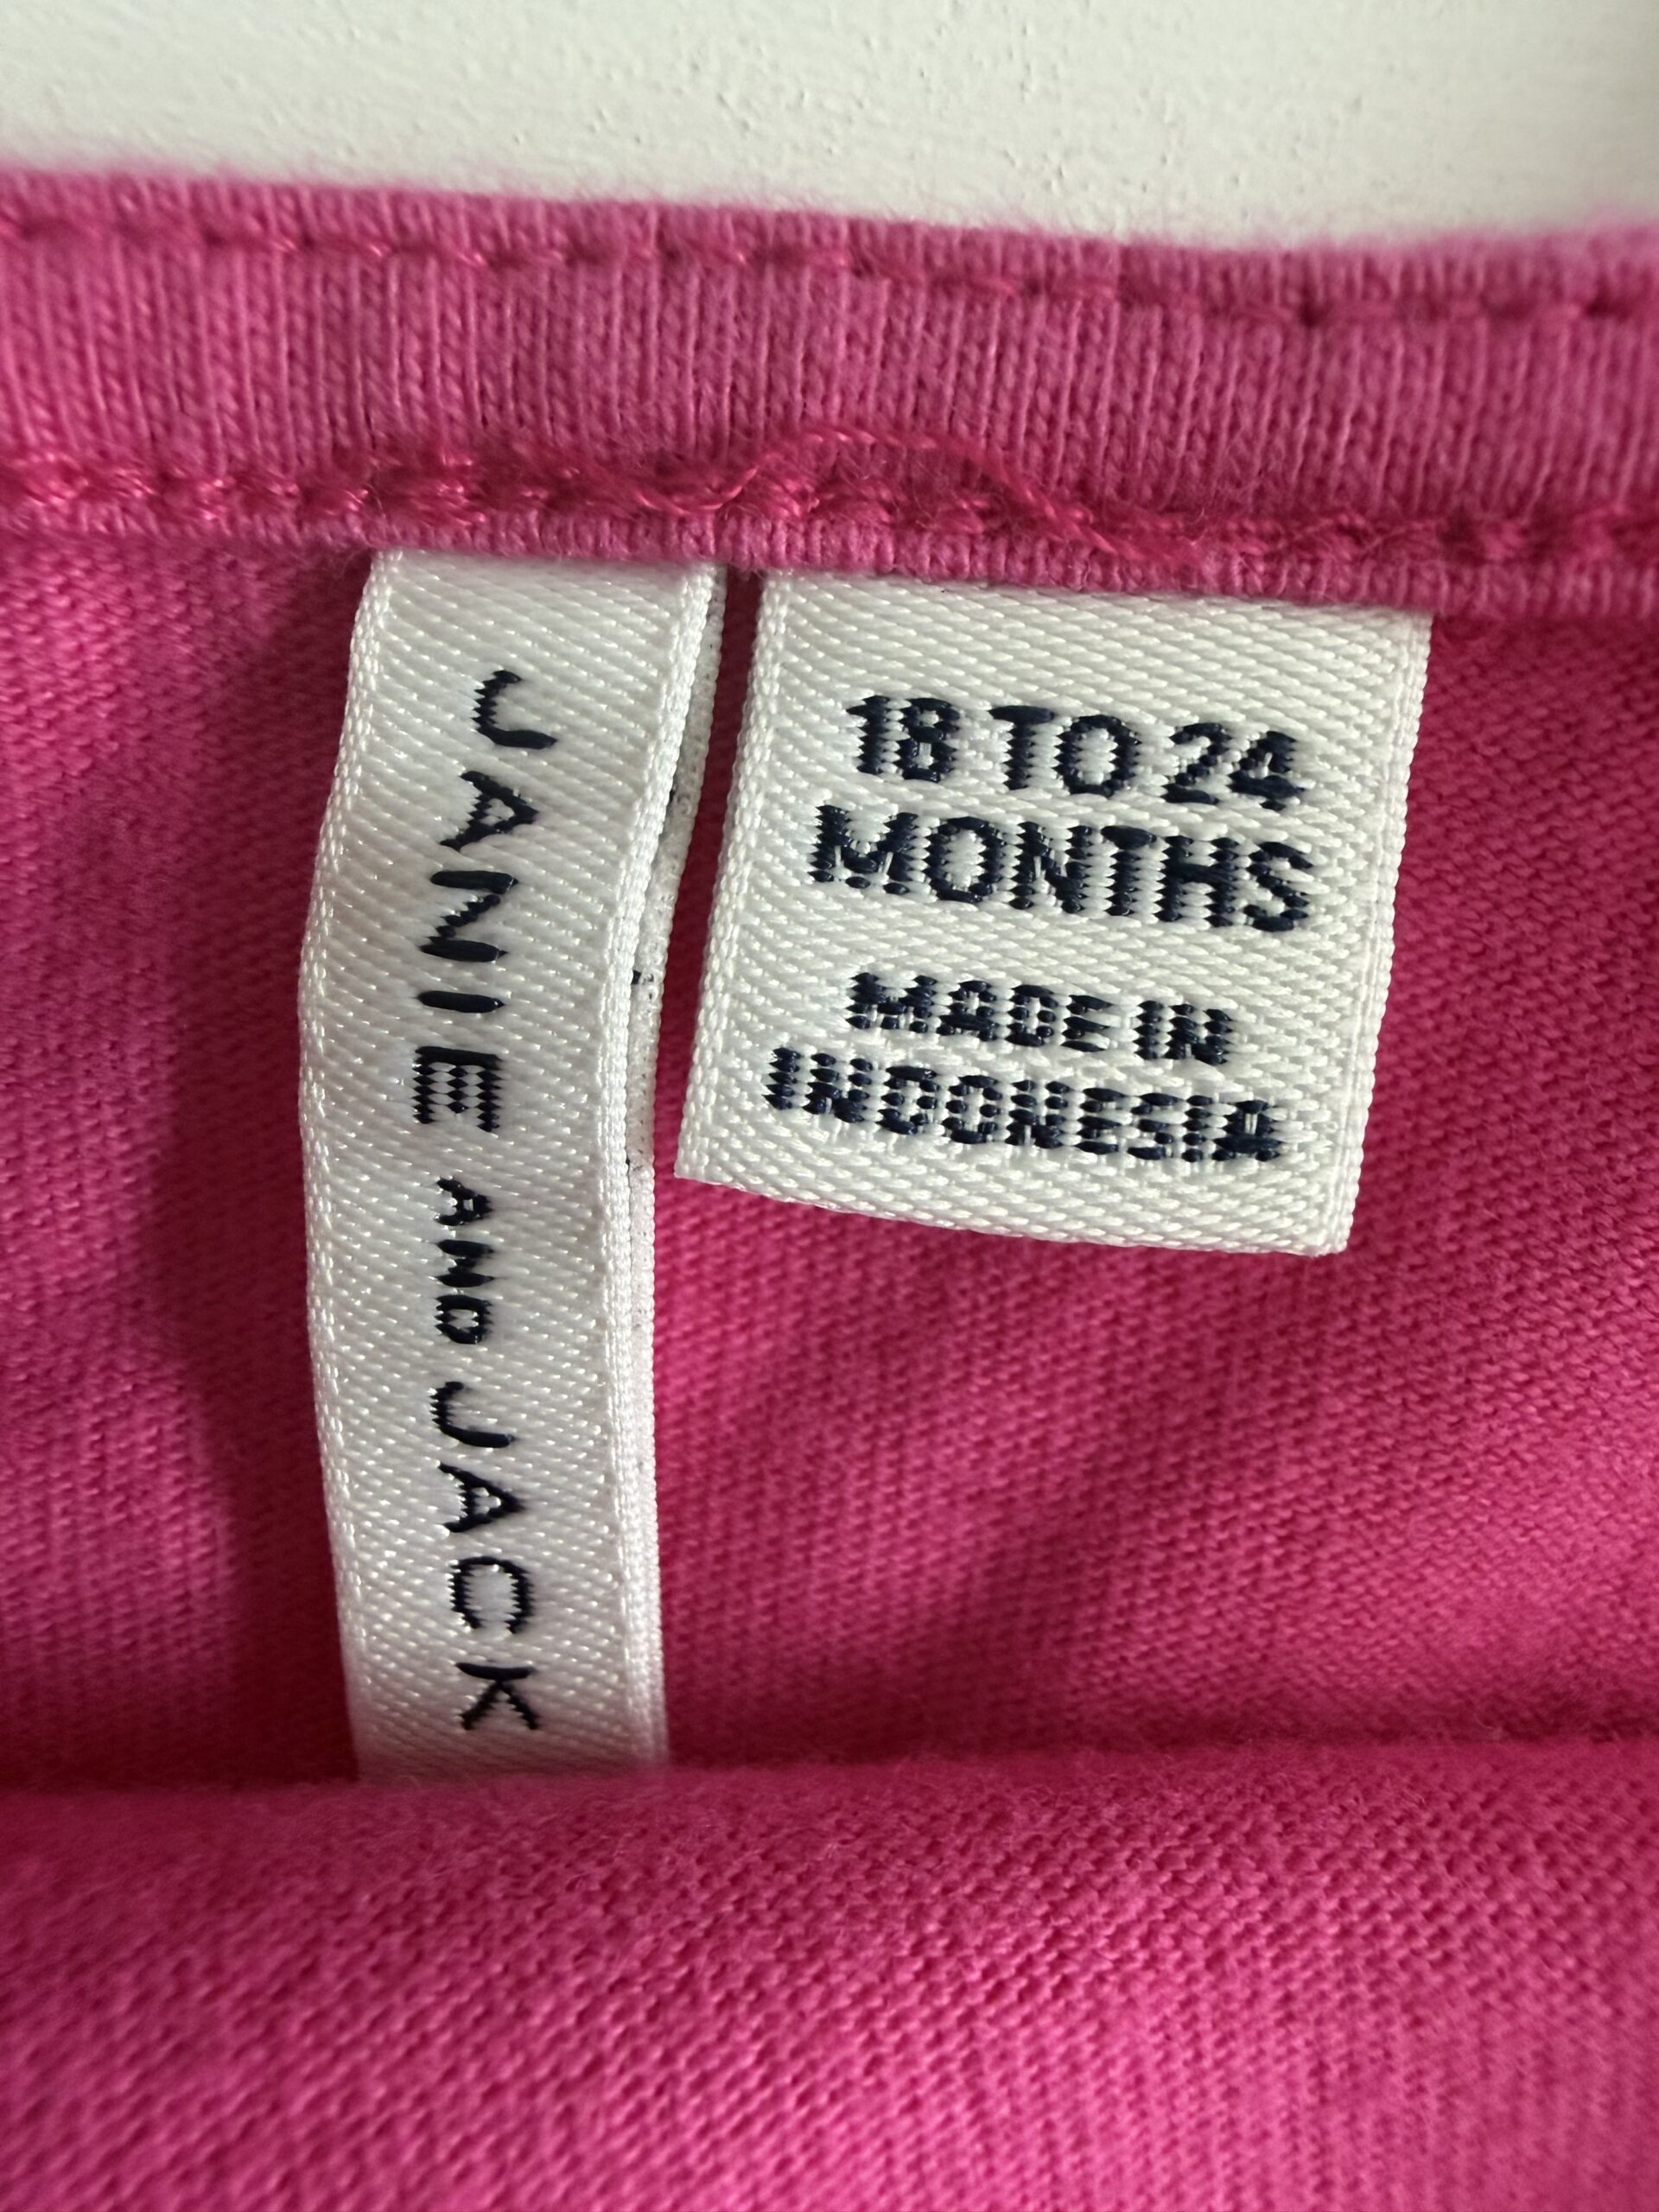 JANIE AND JACK
18 TO 24
MONTHS
MADE IN
INDONESIA